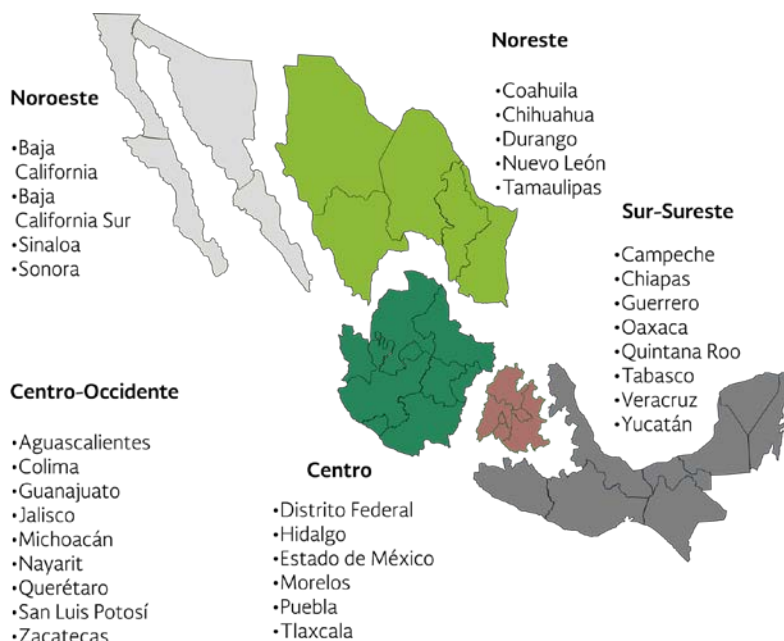 Noroeste
•Baja
California
•Baja
California Sur
•Sinaloa
•Sonora
Noreste
•Coahuila
•Chihuahua
•Durango
•Nuevo León
•Tamaulipas
Sur-Sureste
•Campeche
•Chiapas
•Guerrero
•Oaxaca
•Quintana Roo
•Tabasco
•Veracruz
•Yucatán
Centro-Occidente
•Aguascalientes
•Colima
•Guanajuato
•Jalisco
•Michoacán
•Nayarit
•Querétaro
•San Luis Potosí
•Zacatecas
Centro
•Distrito Federal
•Hidalgo
•Estado de México
•Morelos
•Puebla
•Tlaxcala